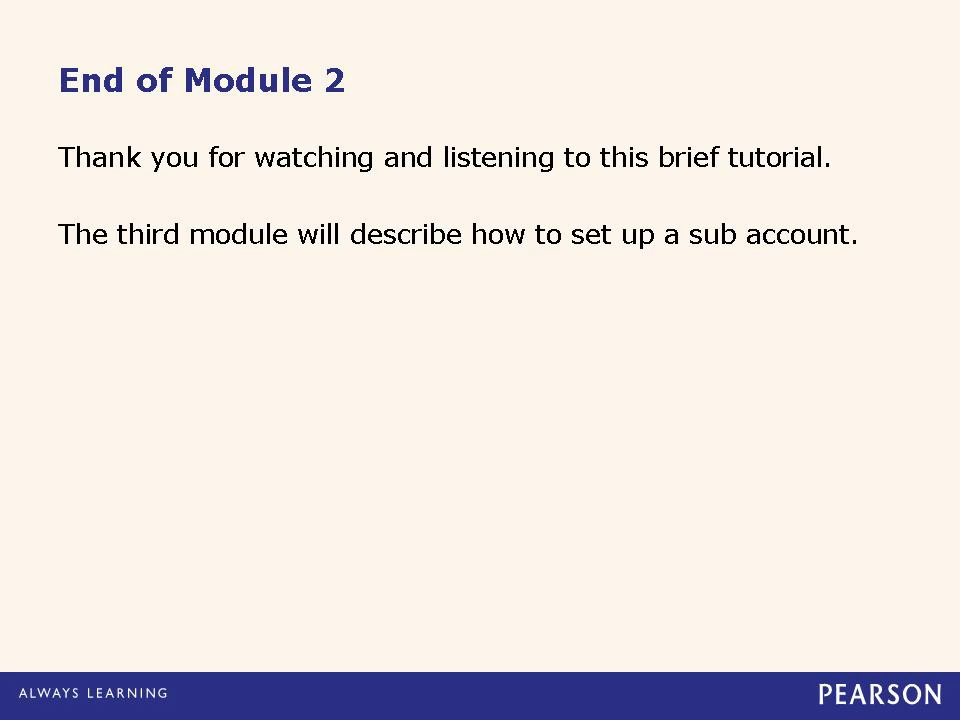 End of Module 2
Thank you for watching and listening to this brief tutorial.
The third module will describe how to set up a sub account.
ALWAYS LEARNING
PEARSON